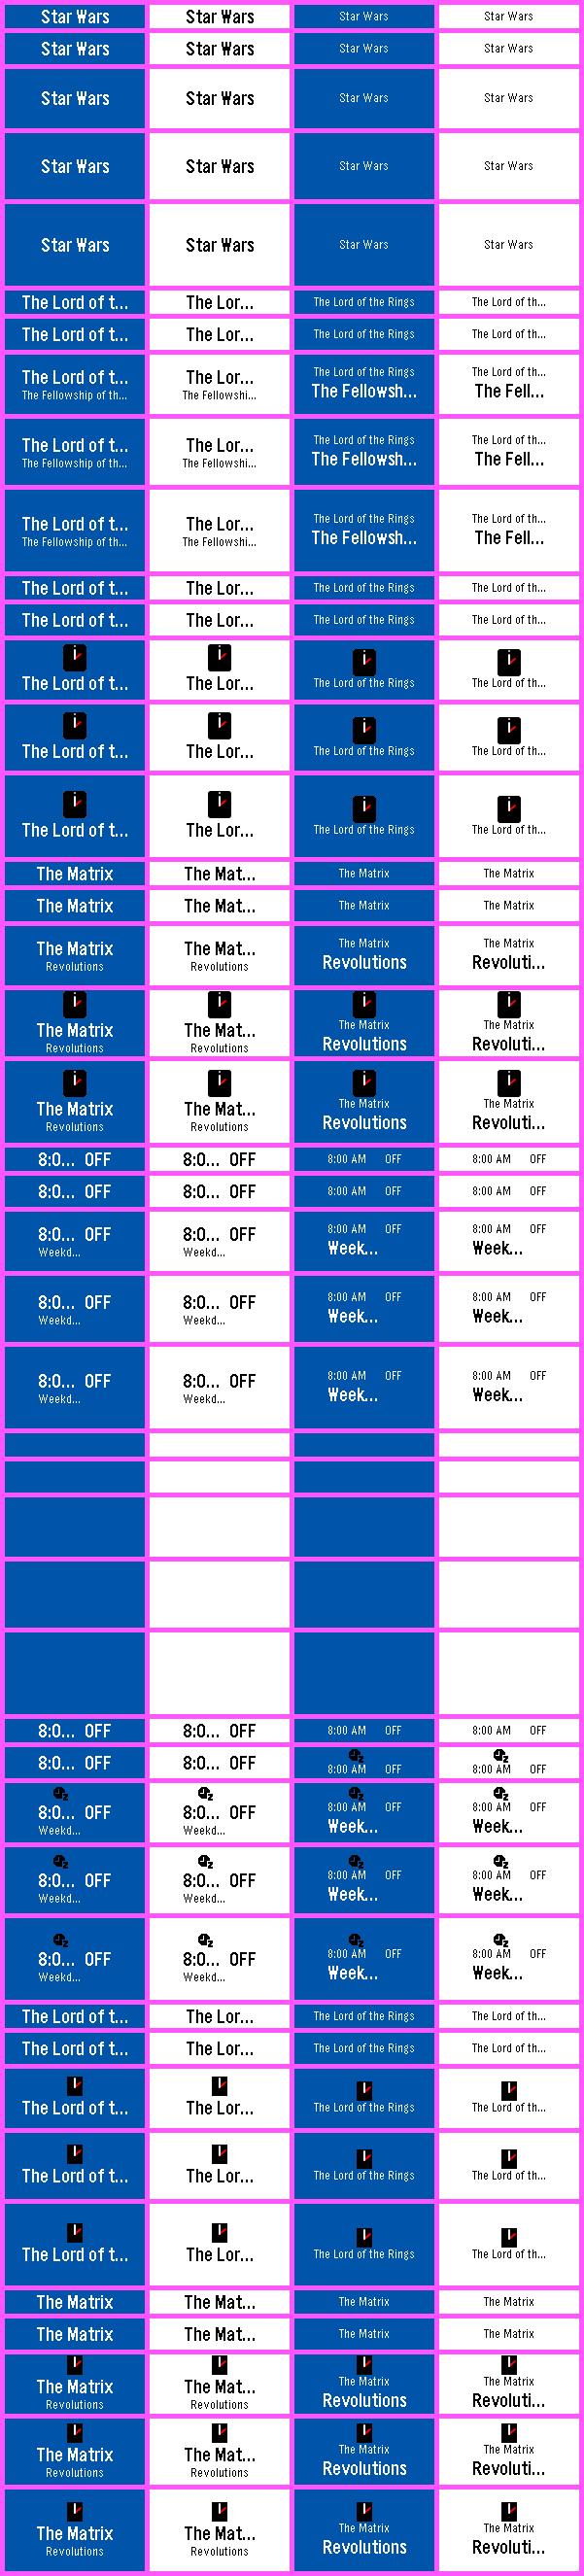 Star Wars Star Wars Star Wars Star Wars
Star Wars Star Wars Star Wars Star Wars
Star Wars Star Wars Star Wars Star Wars
Star Wars Star Wars Star Wars Star Wars
Star Wars Star Wars Star Wars Star Wars
The Lord of t... The Lor... The Lord of the Rings The Lord of th...
The Lord of t... The Lor... The Lord of the Rings The Lord of th...
The Lord of t... The Lor... The Lord of the Rings The Lord of th...
The Fellowship of th... The Fellowshi... The Fellowsh... The Fell...
The Lord of t... The Lor... The Lord of the Rings The Lord of th...
The Fellowship of th... The Fellowshi... The Fellowsh... The Fell...
The Lord of t... The Lor... The Lord of the Rings The Lord of th...
The Fellowship of th... The Fellowshi... The Fellowsh... The Fell...
The Lord of t... The Lor... The Lord of the Rings The Lord of th...
The Lord of t... The Lor... The Lord of the Rings The Lord of th...
The Lord of t... The Lor... The Lord of the Rings The Lord of th...
The Lord of t... The Lor... The Lord of the Rings The Lord of th...
The Lord of t... The Lor... The Lord of the Rings The Lord of th...
The Matrix The Mat... The Matrix The Matrix
The Matrix The Mat... The Matrix The Matrix
The Matrix The Mat... The Matrix The Matrix
Revolutions Revolutions Revolutions Revoluti...
The Matrix The Mat... The Matrix The Matrix
Revolutions Revolutions Revolutions Revoluti...
The Matrix The Mat... The Matrix The Matrix
Revolutions Revolutions Revolutions Revoluti...
8:0... OFF 8:0... OFF 8:00 AM OFF 8:00 AM OFF
8:0... OFF 8:0... OFF 8:00 AM OFF 8:00 AM OFF
8:0... OFF 8:0... OFF 8:00 AM OFF 8:00 AM OFF
Weekd... Weekd... Week... Week...
8:0... OFF 8:0... OFF 8:00 AM OFF 8:00 AM OFF
Weekd... Weekd... Week... Week...
8:0... OFF 8:0... OFF 8:00 AM OFF 8:00 AM OFF
Weekd... Weekd... Week... Week...
8:0... OFF 8:0... OFF 8:00 AM OFF 8:00 AM OFF
8:0... OFF 8:0... OFF 8:00 AM OFF 8:00 AM OFF
8:0... OFF 8:0... OFF 8:00 AM OFF 8:00 AM OFF
Weekd... Weekd... Week... Week...
8:0... OFF 8:0... OFF 8:00 AM OFF 8:00 AM OFF
Weekd... Weekd... Week... Week...
8:0... OFF 8:0... OFF 8:00 AM OFF 8:00 AM OFF
Weekd... Weekd... Week... Week...
The Lord of t... The Lor... The Lord of the Rings The Lord of th...
The Lord of t... The Lor... The Lord of the Rings The Lord of th...
The Lord of t... The Lor... The Lord of the Rings The Lord of th...
The Lord of t... The Lor... The Lord of the Rings The Lord of th...
The Lord of t... The Lor... The Lord of the Rings The Lord of th...
The Matrix The Mat... The Matrix The Matrix
The Matrix The Mat... The Matrix The Matrix
The Matrix The Mat... The Matrix The Matrix
Revolutions Revolutions Revolutions Revoluti...
The Matrix The Mat... The Matrix The Matrix
Revolutions Revolutions Revolutions Revoluti...
The Matrix The Mat... The Matrix The Matrix
Revolutions Revolutions Revolutions Revoluti...